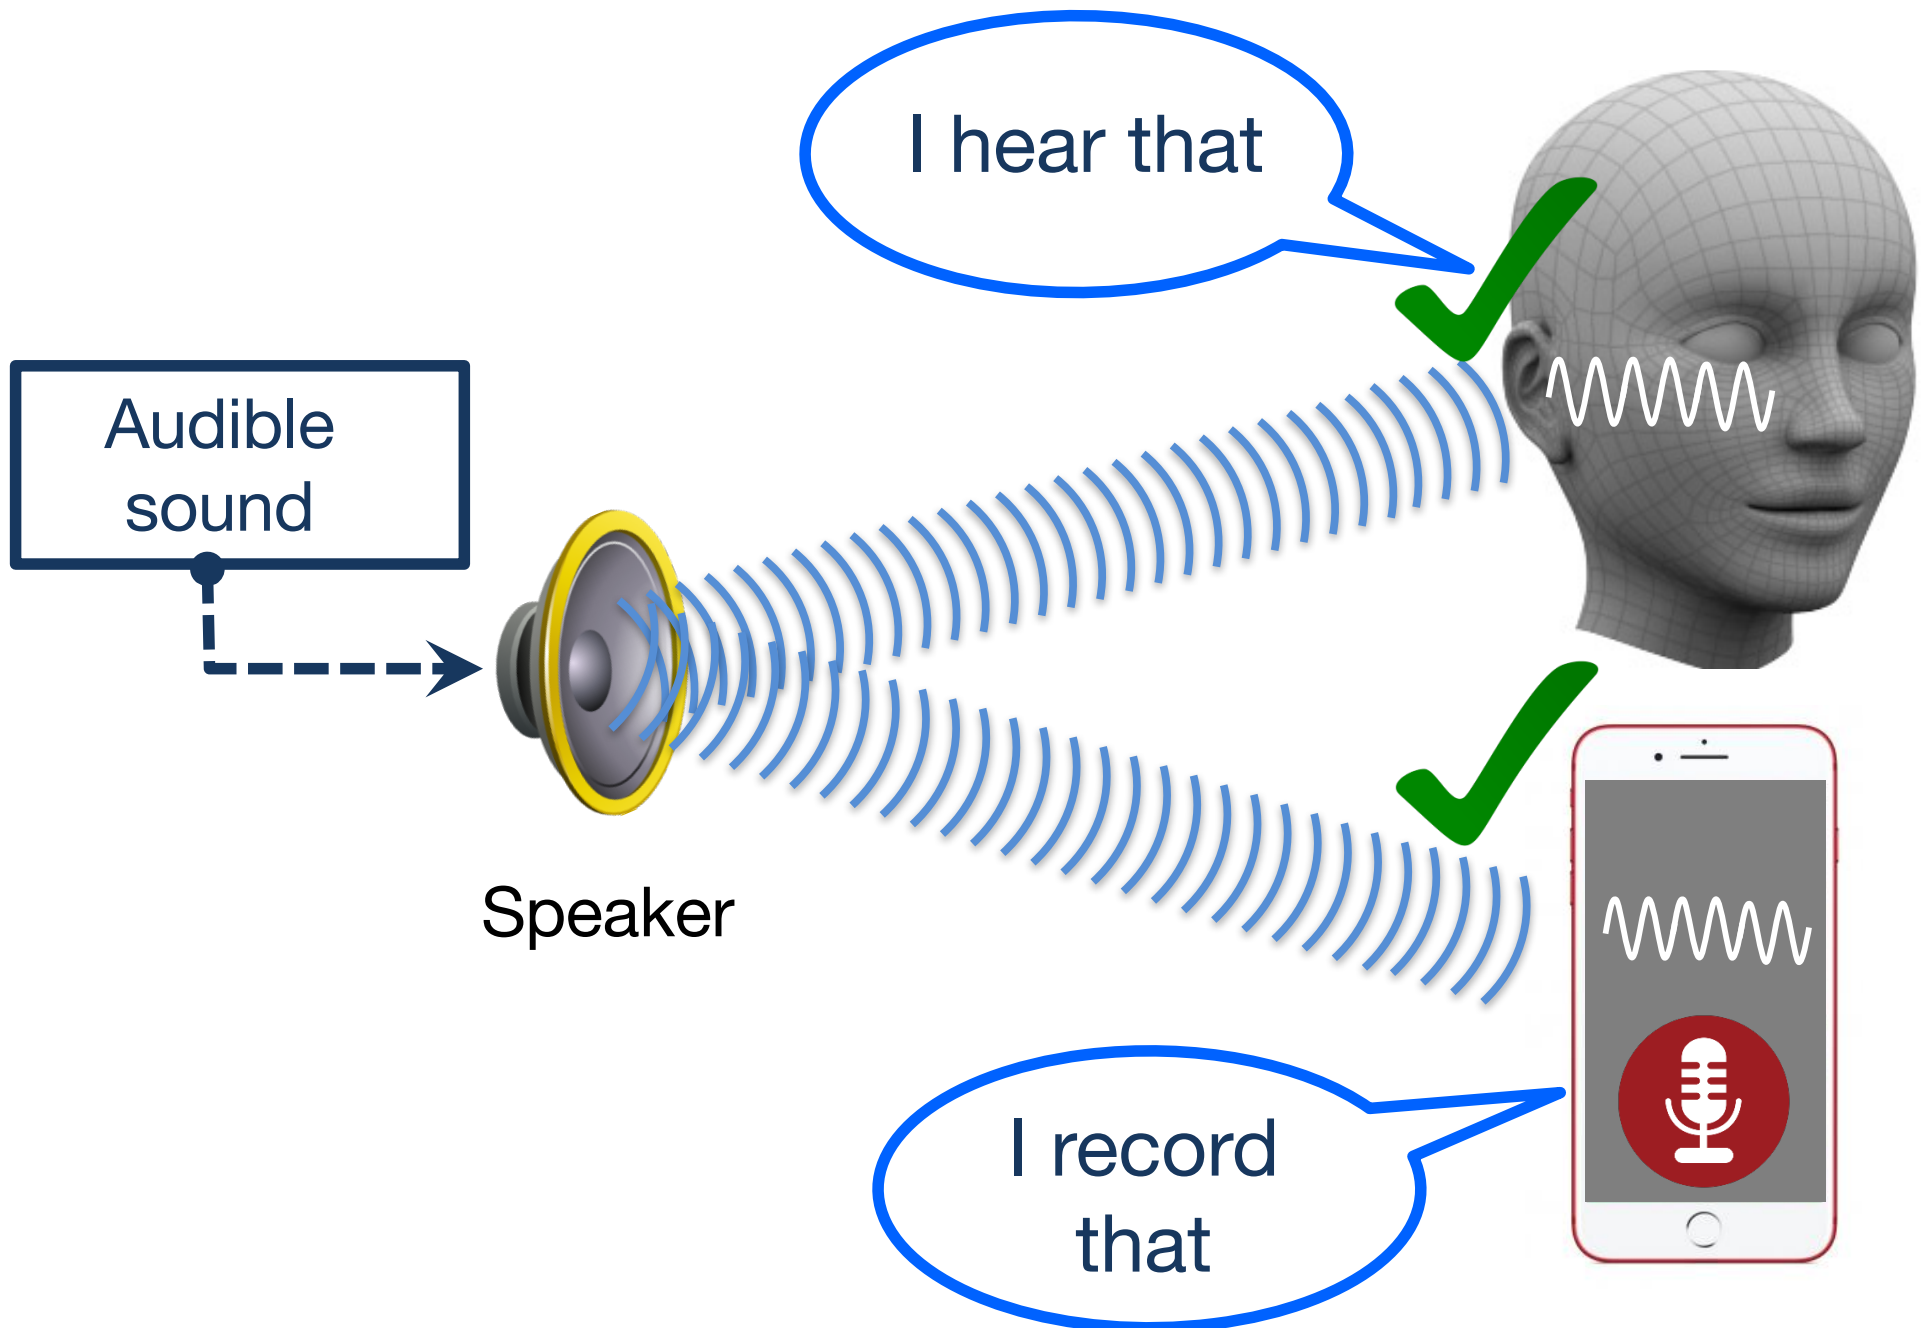 I hear that
Audible
sound
Speaker
I record
that